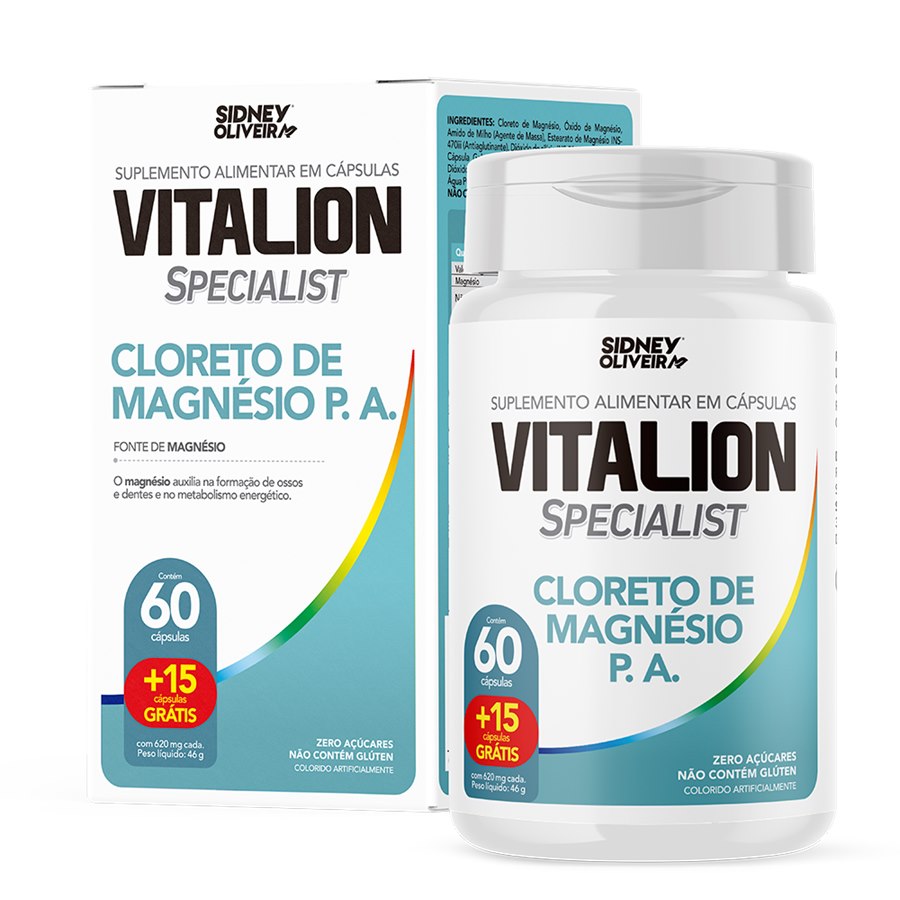 SIDNEY
OLIVEIRA
SUPLEMENTO ALIMENTAR EM CÁPSULAS
VITALION
SPECIALIST
CLORETO DE
MAGNÉSIO P. A.
FONTE DE MAGNÉSIO
O magnésio auxilia na formação de ossos
e dentes e no metabolismo energético.
Contém
60
cápsulas
+15
cápsulas
GRÁTIS
com 620 mg cada.
Peso líquido: 46 g
ZERO AÇÚCARES
NÃO CONTÉM GLÚTEN
COLORIDO ARTIFICIALMENTE
INGREDIENTES: Cloreto de Magnésio, Óxido de Magnésio,
Amido de Milho (Agente de Massa), Estearato de Magnésio INS-
470iii (Antiaglutinante),
Cápsula
Magnésio
SIDNEY
OLIVEIRA
SUPLEMENTO ALIMENTAR EM CÁPSULAS
VITALION
SPECIALIST
CLORETO DE
MAGNÉSIO
P. A.
Contém
60
cápsulas
+15
cápsulas
GRÁTIS
com 620 mg cada.
Peso líquido: 46 g
ZERO AÇÚCARES
NÃO CONTÉM GLÚTEN
COLORIDO ARTIFICIALMENTE